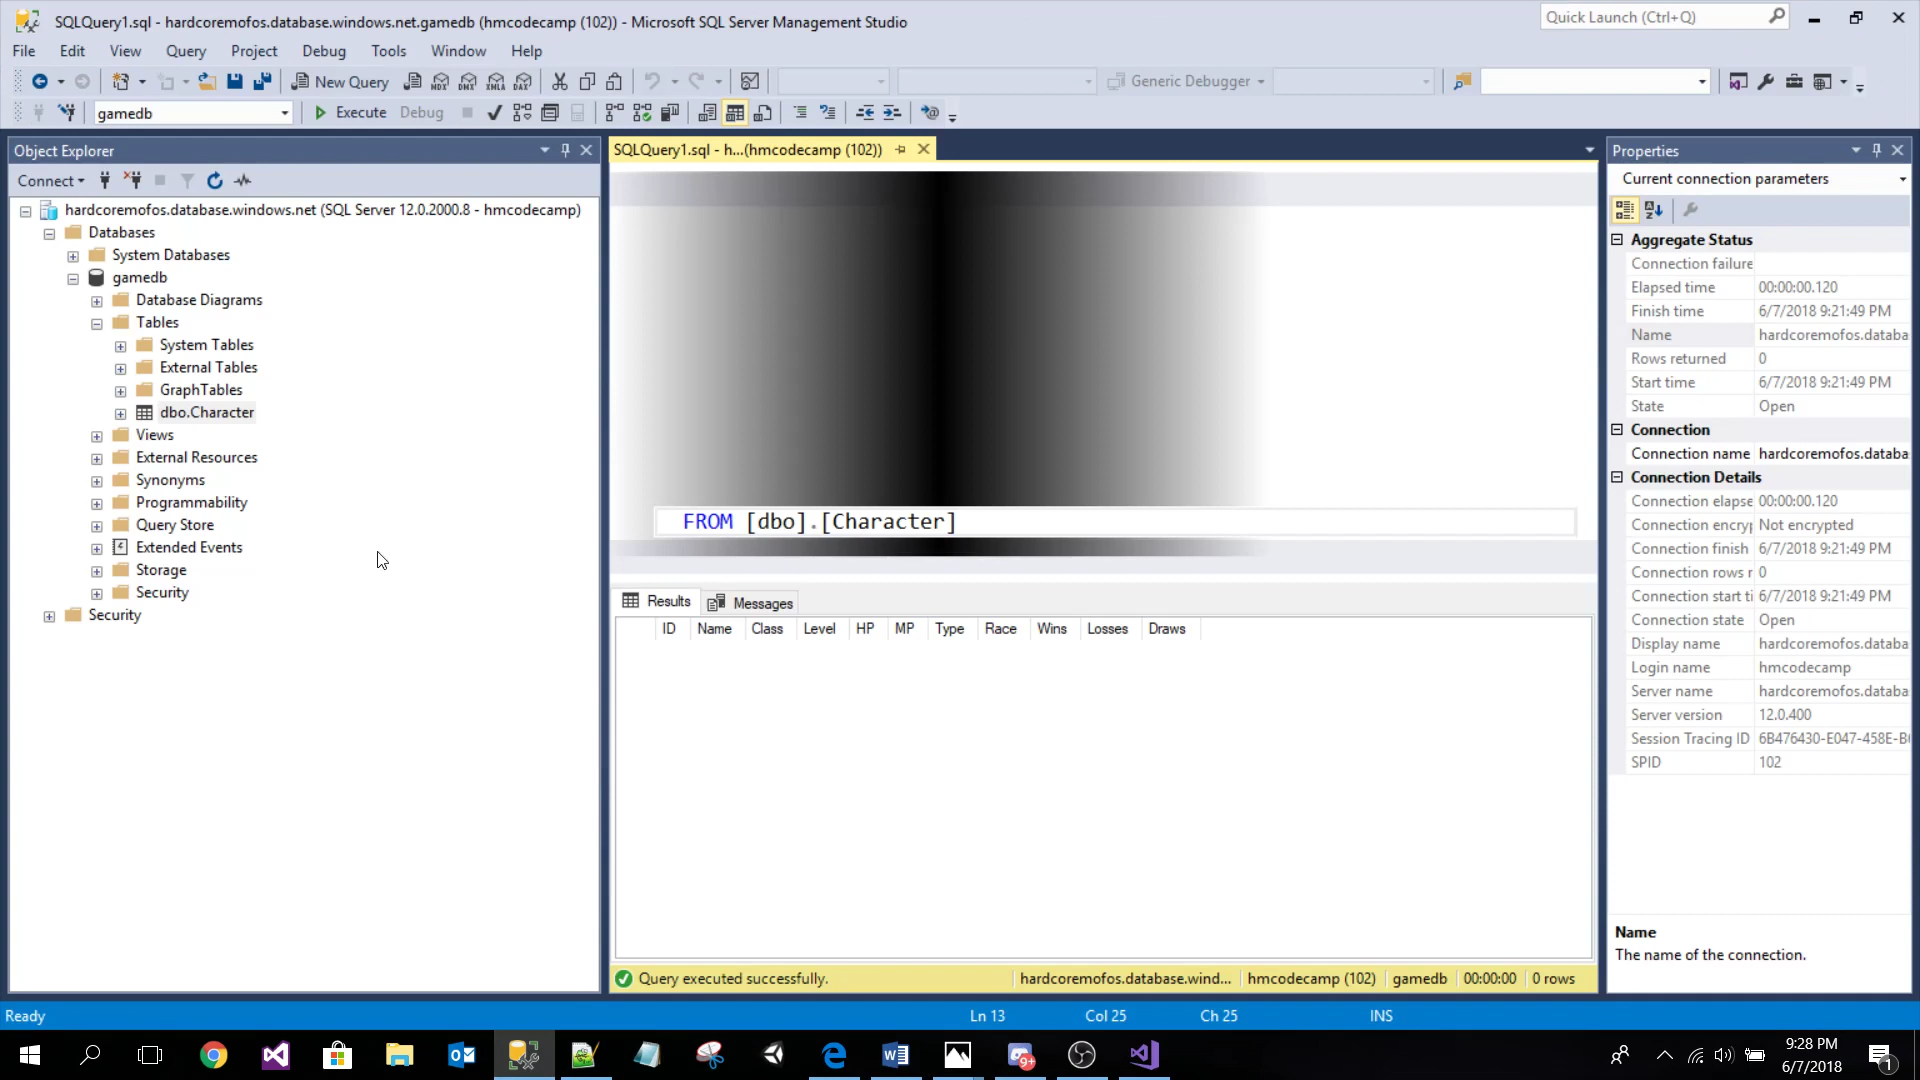 SQLQuery1.sql - hardcoremofos.database.windows.net.gamedb (hmcodecamp (102)) - Microsoft SQL Server Management Studio
Quick Launch (Ctrl+Q)
File Edit View Query Project Debug Tools Window Help
New Query
MDX DMX XMLA DAX
Generic Debugger
gamedb
Execute
Debug
Object Explorer
Connect
hardcoremofos.database.windows.net (SQL Server 12.0.2000.8 - hmcodecamp)
Databases
System Databases
gamedb
Database Diagrams
Tables
System Tables
External Tables
GraphTables
dbo.Character
Views
External Resources
Synonyms
Programmability
Query Store
Extended Events
Storage
Security
Security
SQLQuery1.sql - h...(hmcodecamp (102))
FROM [dbo].[Character]
Results
Messages
ID Name Class Level HP MP Type Race Wins Losses Draws
Query executed successfully.
hardcoremofos.database.wind... hmcodecamp (102) gamedb 00:00:00 0 rows
Properties
Current connection parameters
Aggregate Status
Connection failure
Elapsed time 00:00:00.120
Finish time 6/7/2018 9:21:49 PM
Name hardcoremofos.databa
Rows returned 0
Start time 6/7/2018 9:21:49 PM
State Open
Connection
Connection name hardcoremofos.databa
Connection Details
Connection elapse 00:00:00.120
Connection encryp Not encrypted
Connection finish 6/7/2018 9:21:49 PM
Connection rows r 0
Connection start ti 6/7/2018 9:21:49 PM
Connection state Open
Display name hardcoremofos.databa
Login name hmcodecamp
Server name hardcoremofos.databa
Server version 12.0.400
Session Tracing ID 6B476430-E047-458E-B
SPID 102
Name
The name of the connection.
Ready
Ln 13
Col 25
Ch 25
INS
9+
9:28 PM
6/7/2018
1